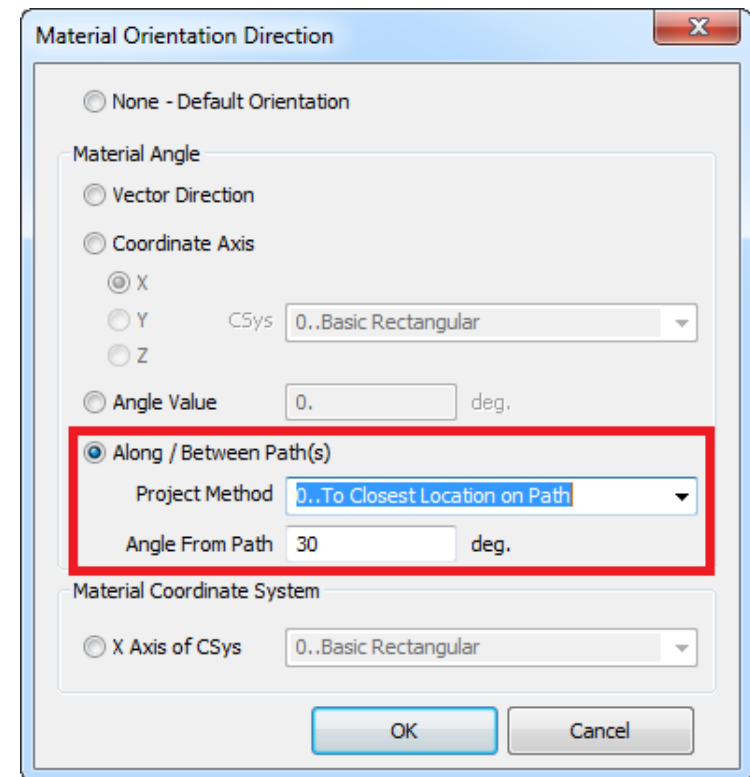 Material Orientation Direction
None - Default Orientation
Material Angle
Vector Direction
Coordinate Axis
X
Y CSys 0..Basic Rectangular
Z
Angle Value 0. deg.
Along / Between Path(s)
Project Method 0..To Closest Location on Path
Angle From Path 30 deg.
Material Coordinate System
X Axis of CSys 0..Basic Rectangular
OK Cancel